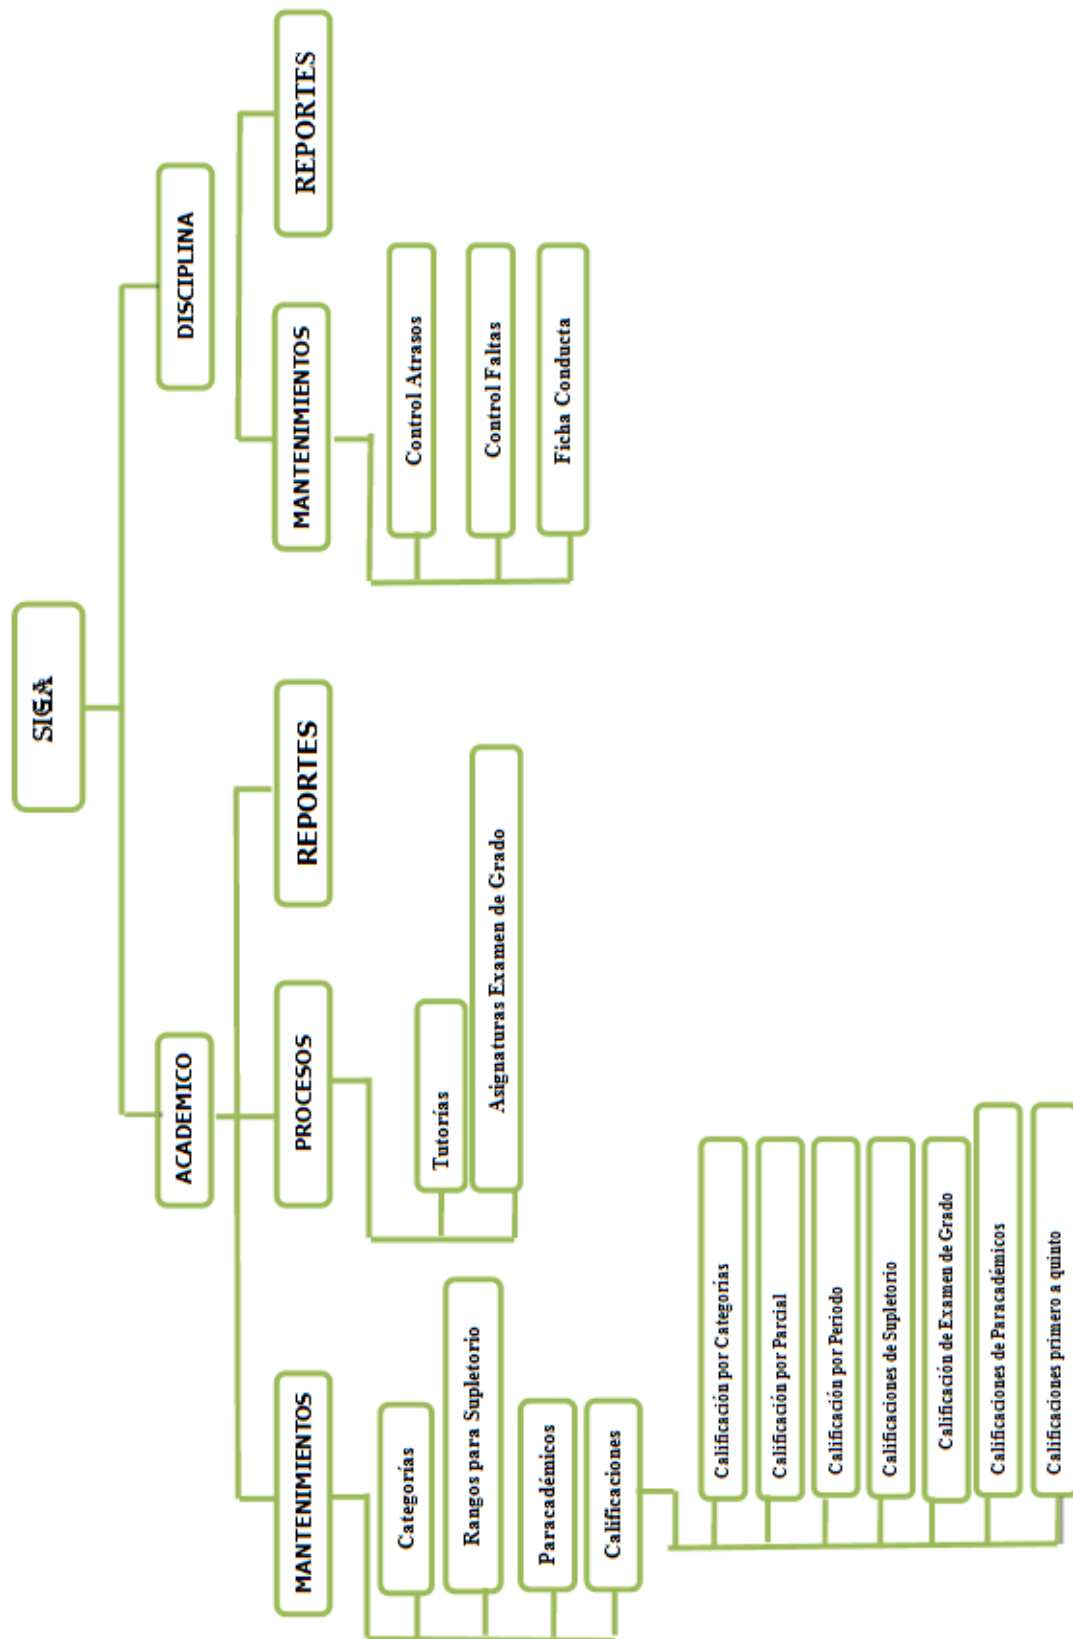 SIGA
ACADEMICO
DISCIPLINA
MANTENIMIENTOS
PROCESOS
REPORTES
MANTENIMIENTOS
REPORTES
Categorías
Rangos para Supletorio
Paracadémicos
Calificaciones
Calificación por Categorías
Calificación por Parcial
Calificación por Periodo
Calificaciones de Supletorio
Calificación de Examen de Grado
Calificaciones de Paracadémicos
Calificaciones primero a quinto
Tutorías
Asignaturas Examen de Grado
Control Atrasos
Control Faltas
Ficha Conducta